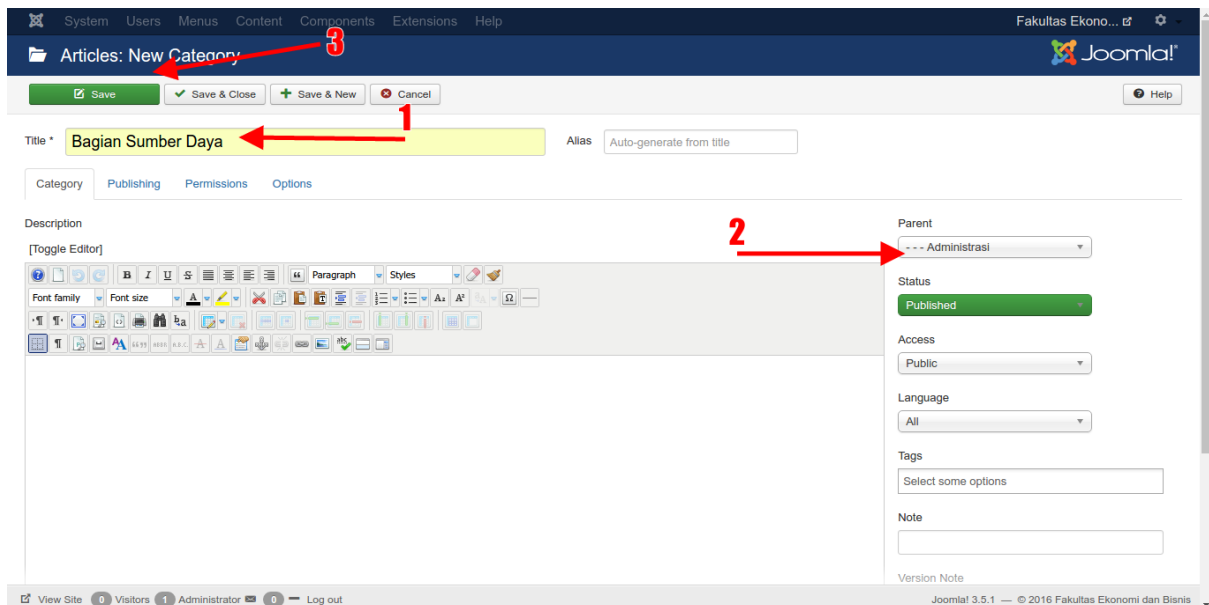 System Users Menus Content Components Extensions Help Fakultas Ekono...
3
Articles: New Category Joomla!
Save Save & Close Save & New Cancel Help
1
Title * Bagian Sumber Daya Alias Auto-generate from title
Category Publishing Permissions Options
Description Parent
2
[Toggle Editor] - - - Administrasi
B I U S Paragraph Styles Status
Font family Font size A Published
Access
Public
Language
All
Tags
Select some options
Note
Version Note
View Site 0 Visitors 1 Administrator 0 Log out Joomla! 3.5.1 — © 2016 Fakultas Ekonomi dan Bisnis